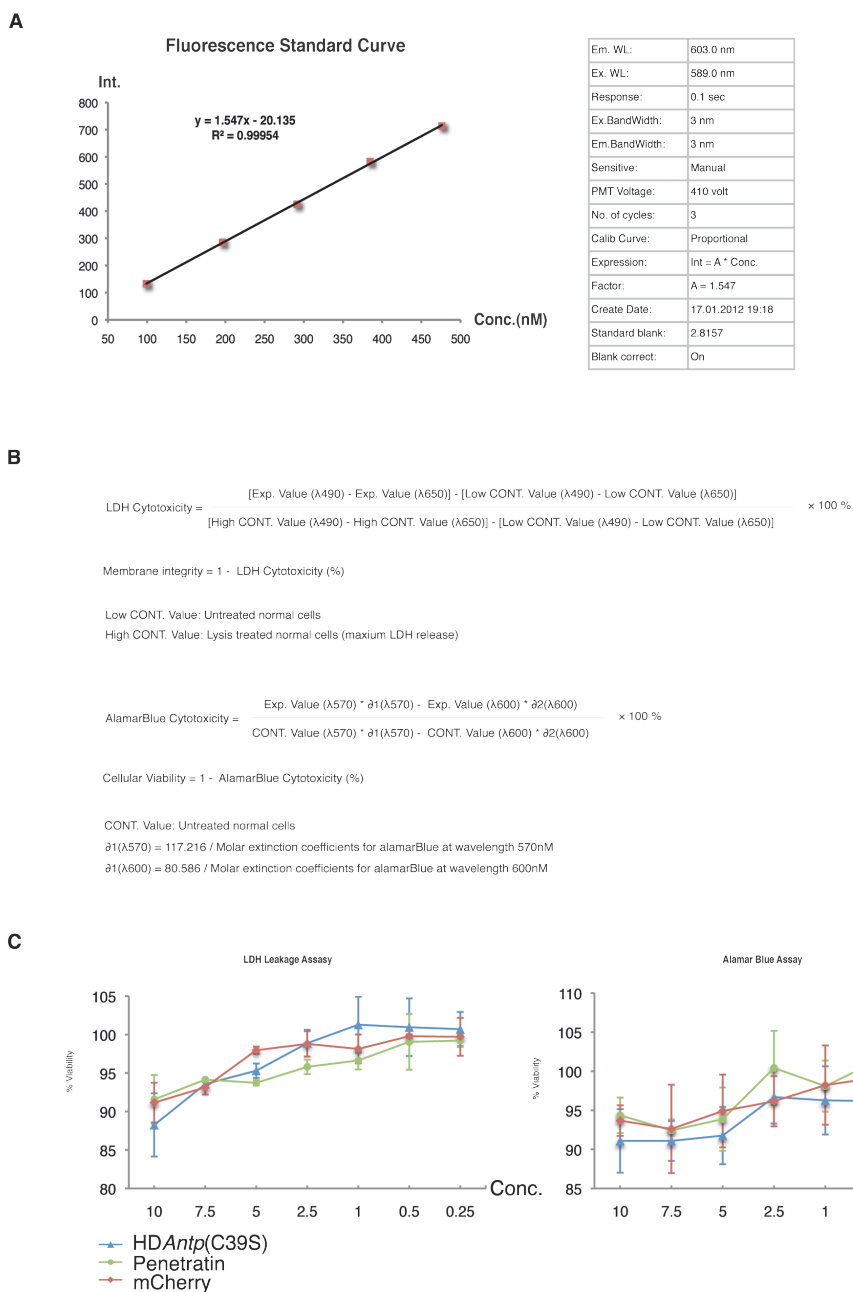 A
Fluorescence Standard Curve
Int.
y = 1.547x - 20.135
R² = 0.99954
800
700
600
500
400
300
200
100
0
50 100 150 200 250 300 350 400 450 500
Conc.(nM)
Em. WL: 603.0 nm
Ex. WL: 589.0 nm
Response: 0.1 sec
Ex.BandWidth: 3 nm
Em.BandWidth: 3 nm
Sensitive: Manual
PMT Voltage: 410 volt
No. of cycles: 3
Calib Curve: Proportional
Expression: Int = A * Conc.
Factor: A = 1.547
Create Date: 17.01.2012 19:18
Standard blank: 2.8157
Blank correct: On
B
[Exp. Value (λ490) - Exp. Value (λ650)] - [Low CONT. Value (λ490) - Low CONT. Value (λ650)]
LDH Cytotoxicity = × 100 %
[High CONT. Value (λ490) - High CONT. Value (λ650)] - [Low CONT. Value (λ490) - Low CONT. Value (λ650)]
Membrane integrity = 1 - LDH Cytotoxicity (%)
Low CONT. Value: Untreated normal cells
High CONT. Value: Lysis treated normal cells (maxium LDH release)
Exp. Value (λ570) * ∂1(λ570) - Exp. Value (λ600) * ∂2(λ600)
AlamarBlue Cytotoxicity = × 100 %
CONT. Value (λ570) * ∂1(λ570) - CONT. Value (λ600) * ∂2(λ600)
Cellular Viability = 1 - AlamarBlue Cytotoxicity (%)
CONT. Value: Untreated normal cells
∂1(λ570) = 117.216 / Molar extinction coefficients for alamarBlue at wavelength 570nM
∂1(λ600) = 80.586 / Molar extinction coefficients for alamarBlue at wavelength 600nM
C
LDH Leakage Assasy
% Viability
105
100
95
90
85
80
10 7.5 5 2.5 1 0.5 0.25
Conc.
Alamar Blue Assay
% Viability
110
105
100
95
90
85
10 7.5 5 2.5 1
HDAntp(C39S)
Penetratin
mCherry